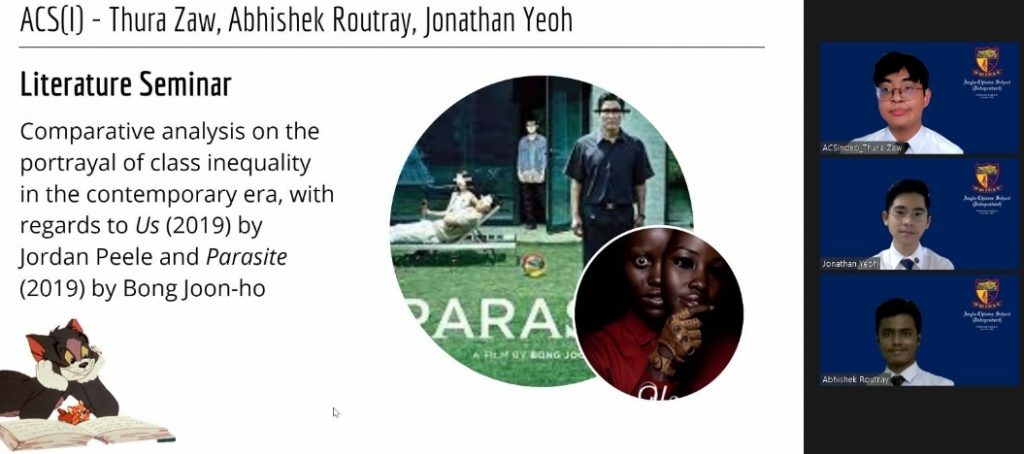 ACS(I) - Thura Zaw, Abhishek Routray, Jonathan Yeoh
Literature Seminar
Comparative analysis on the
portrayal of class inequality
in the contemporary era, with
regards to Us (2019) by
Jordan Peele and Parasite
(2019) by Bong Joon-ho
PARAS
A FILM BY BONG JOO
Anglo-Chinese School
(Independent)
ACSIndep_Thura Zaw
Anglo-Chinese School
(Independent)
Jonathan Yeoh
Anglo-Chinese School
(Independent)
Abhishek Routray